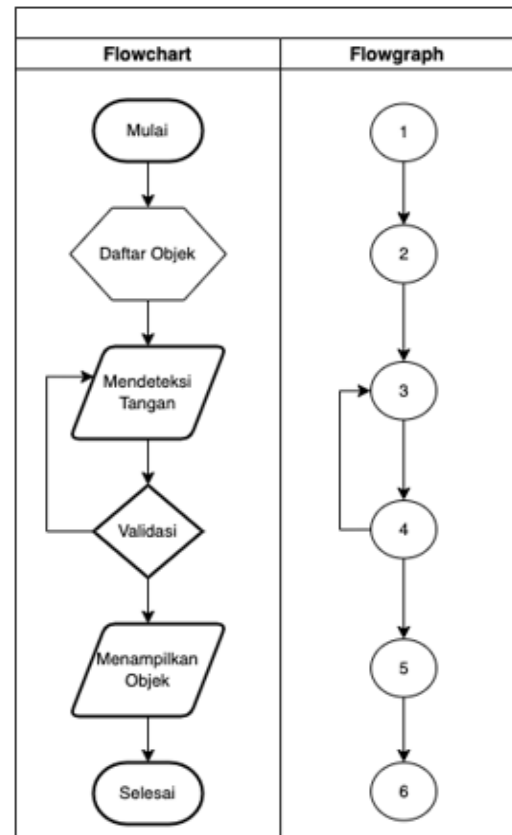 Flowchart
Flowgraph
Mulai
1
Daftar Objek
2
Mendeteksi
Tangan
3
Validasi
4
Menampilkan
Objek
5
Selesai
6